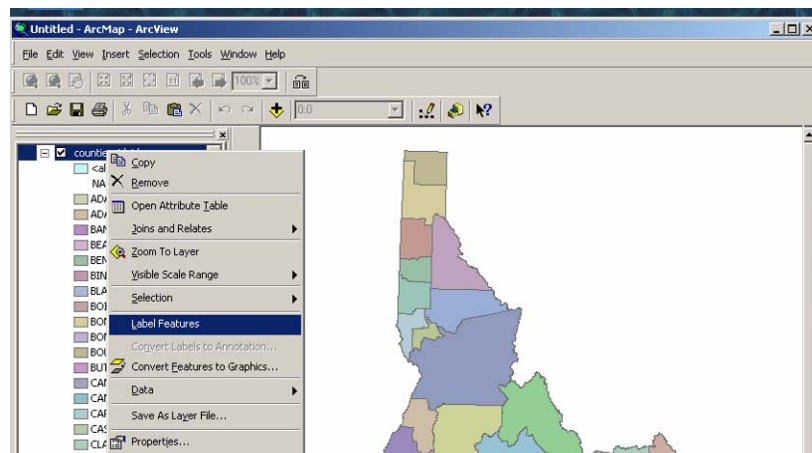 Untitled - ArcMap - ArcView
File Edit View Insert Selection Tools Window Help
100%
0:0
countie
<al
NA
ADA
ADA
BAN
BEA
BEN
BIN
BLA
BOI
BON
BON
BOU
BUT
CAM
CAN
CAR
CAS
CLA
Copy
Remove
Open Attribute Table
Joins and Relates
Zoom To Layer
Visible Scale Range
Selection
Label Features
Convert Labels to Annotation...
Convert Features to Graphics...
Data
Save As Layer File...
Properties...